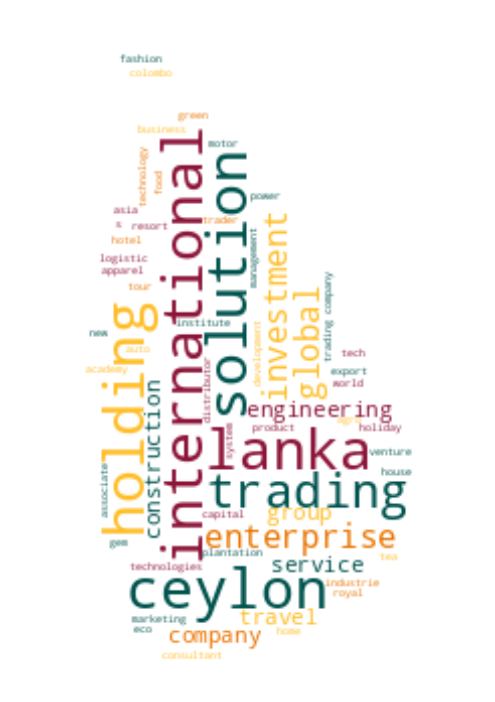 fashion
colombo
green
business
motor
international
solution
technology
food
power
asia
s
resort
trader
investment
hotel
management
logistic
apparel
trading company
tour
global
holding
new
institute
development
auto
tech
academy
distributor
export
world
construction
engineering
agro
product
holiday
system
lanka
venture
associate
house
trading
capital
group
enterprise
gem
plantation
tea
technologies
service
ceylon
industrie
royal
marketing
travel
eco
company
home
consultant